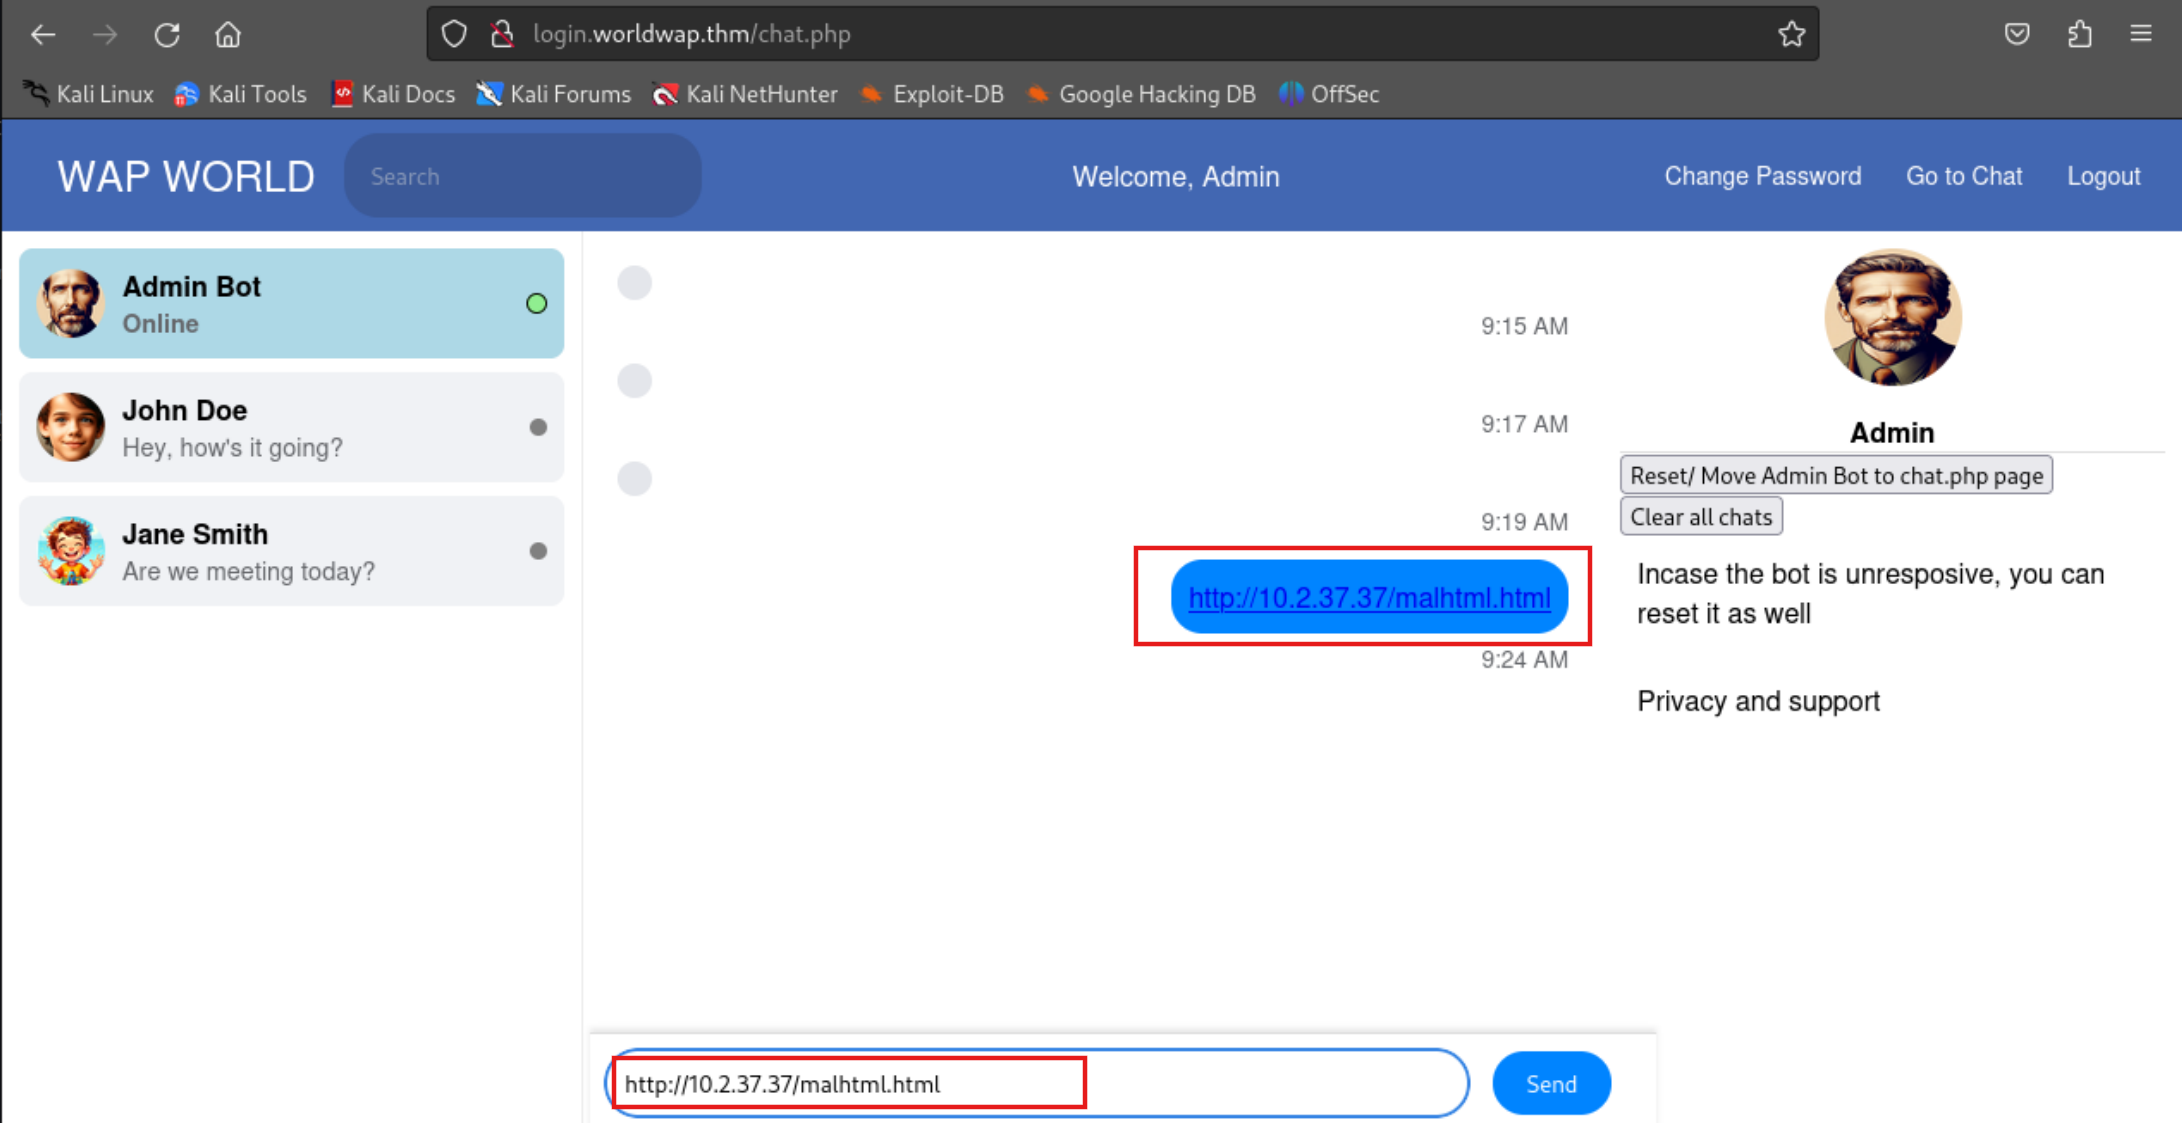 login.worldwap.thm/chat.php
Kali Linux Kali Tools Kali Docs Kali Forums Kali NetHunter Exploit-DB Google Hacking DB OffSec
WAP WORLD Search Welcome, Admin Change Password Go to Chat Logout
Admin Bot
Online
John Doe
Hey, how's it going?
Jane Smith
Are we meeting today?
9:15 AM
9:17 AM
9:19 AM
http://10.2.37.37/malhtml.html
9:24 AM
http://10.2.37.37/malhtml.html
Send
Admin
Reset/ Move Admin Bot to chat.php page
Clear all chats
Incase the bot is unresposive, you can
reset it as well
Privacy and support